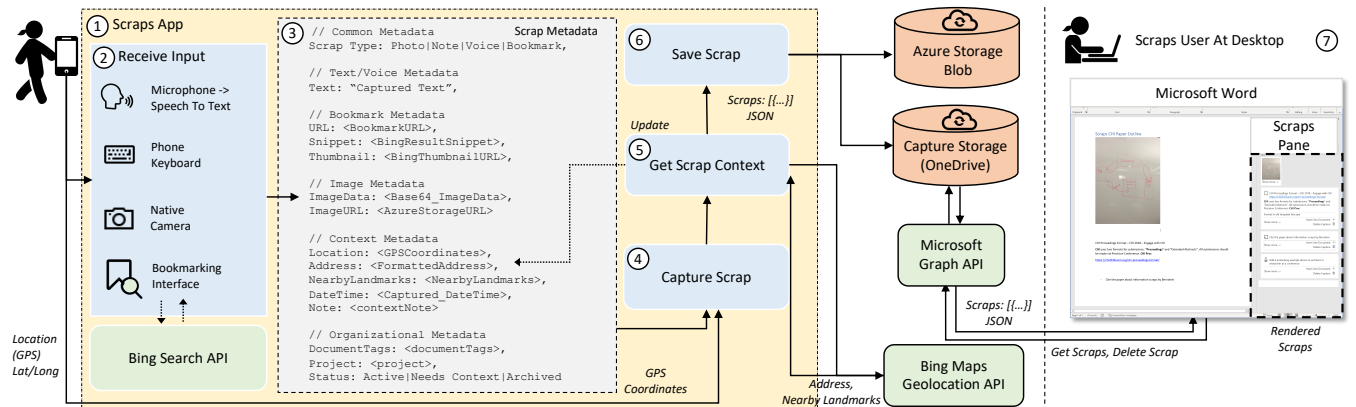 1 Scraps App
2 Receive Input
Microphone ->
Speech To Text
Phone
Keyboard
Native
Camera
Bookmarking
Interface
Bing Search API
Location
(GPS)
Lat/Long
3
Scrap Metadata
// Common Metadata
Scrap Type: Photo|Note|Voice|Bookmark,
// Text/Voice Metadata
Text: “Captured Text”,
// Bookmark Metadata
URL: <BookmarkURL>,
Snippet: <BingResultSnippet>,
Thumbnail: <BingThumbnailURL>,
// Image Metadata
ImageData: <Base64_ImageData>,
ImageURL: <AzureStorageURL>
// Context Metadata
Location: <GPSCoordinates>,
Address: <FormattedAddress>,
NearbyLandmarks: <NearbyLandmarks>,
DateTime: <Captured_DateTime>,
Note: <contextNote>
// Organizational Metadata
DocumentTags: <documentTags>,
Project: <project>,
Status: Active|Needs Context|Archived
6
Save Scrap
Scraps: [{…}]
JSON
Update
5
Get Scrap Context
4
Capture Scrap
GPS
Coordinates
Azure Storage
Blob
Capture Storage
(OneDrive)
Microsoft
Graph API
Scraps: [{…}]
JSON
Get Scraps, Delete Scrap
Bing Maps
Geolocation API
Address,
Nearby Landmarks
Scraps User At Desktop 7
Microsoft Word
Scraps CHI Paper Outline
Scraps
Pane
Rendered
Scraps